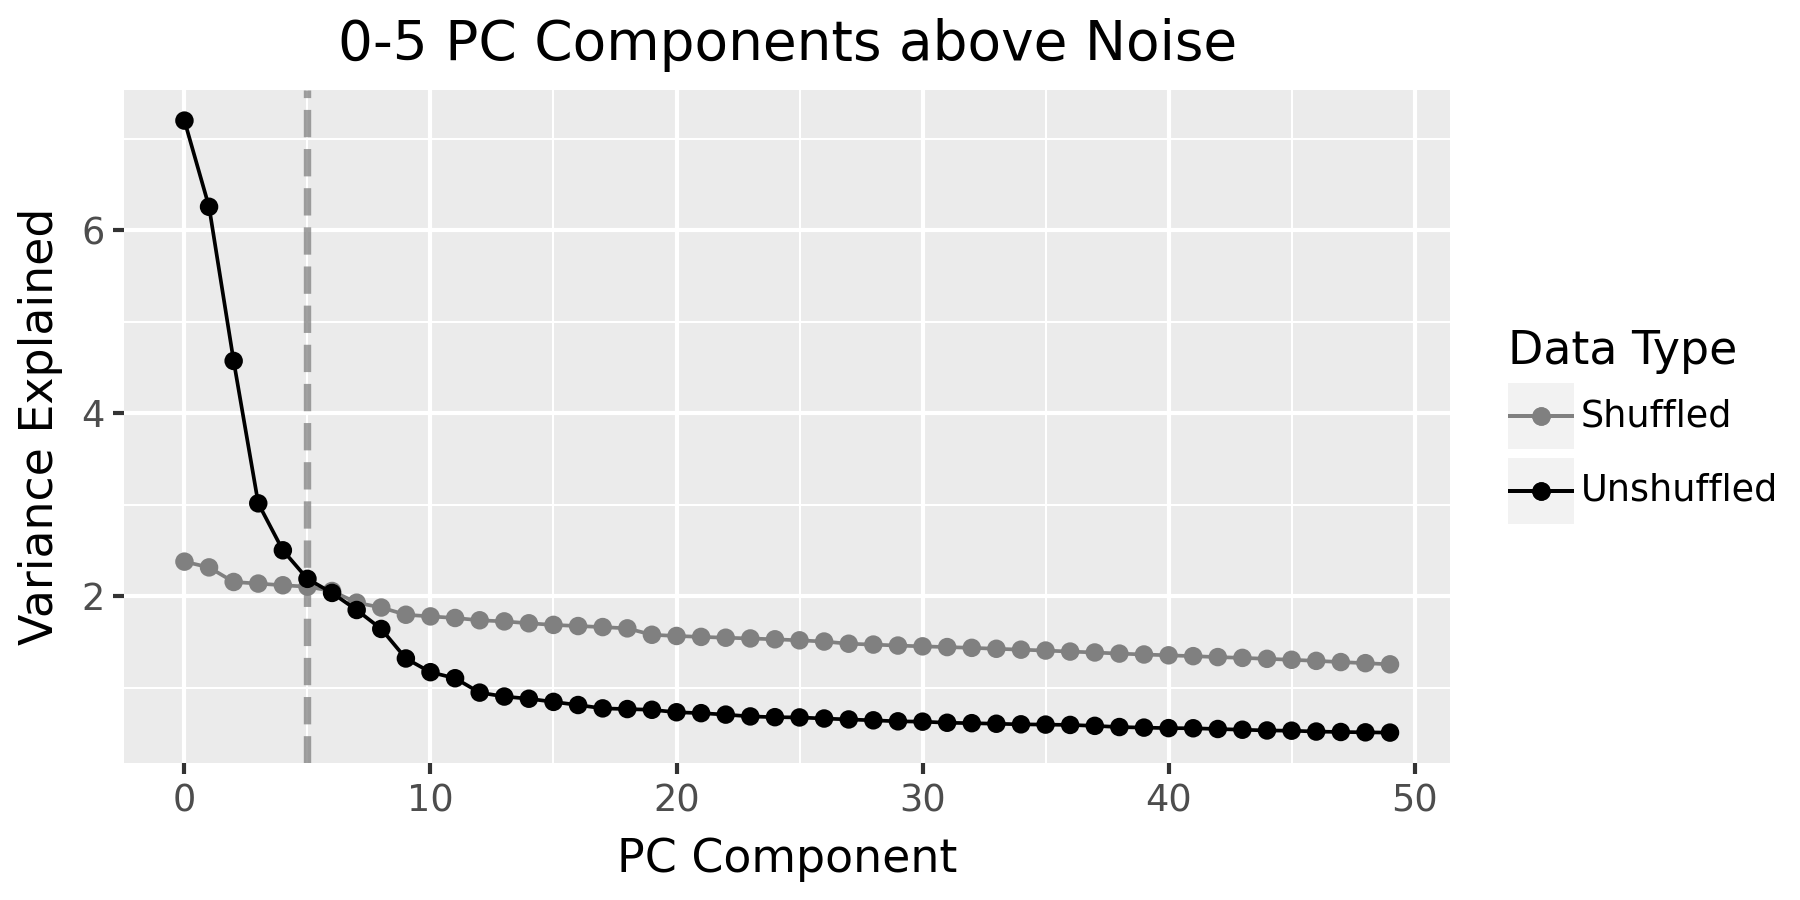 0-5 PC Components above Noise
Variance Explained
6
4
2
0 10 20 30 40 50
PC Component
Data Type
Shuffled
Unshuffled